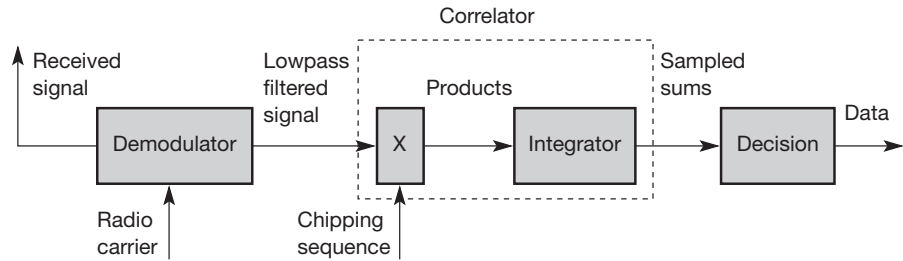 Correlator
Received
signal
Lowpass
filtered
signal
Products
Sampled
sums
Data
Demodulator
X
Integrator
Decision
Radio
carrier
Chipping
sequence